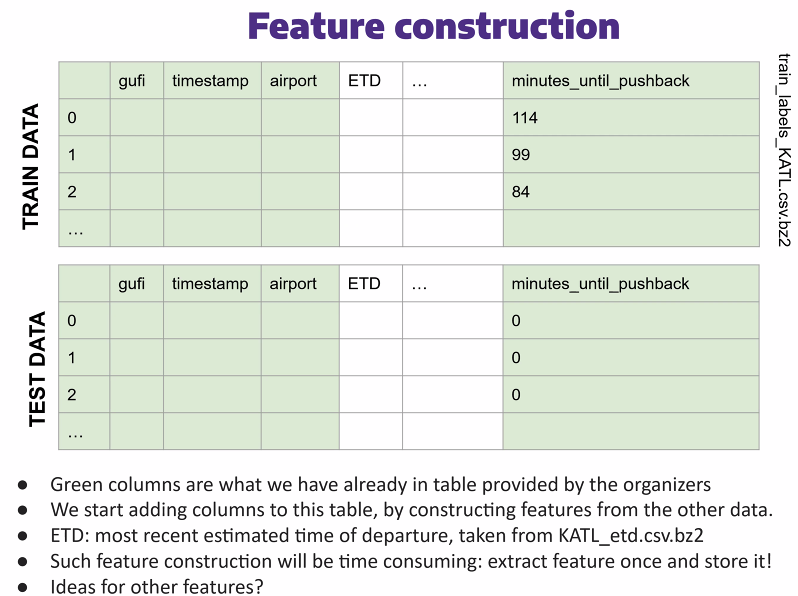 Feature construction
gufi timestamp airport ETD … minutes_until_pushback
0 114
1 99
2 84
…
TRAIN DATA
train_labels_KATL.csv.bz2
gufi timestamp airport ETD … minutes_until_pushback
0 0
1 0
2 0
…
TEST DATA
● Green columns are what we have already in table provided by the organizers
● We start adding columns to this table, by constructing features from the other data.
● ETD: most recent estimated time of departure, taken from KATL_etd.csv.bz2
● Such feature construction will be time consuming: extract feature once and store it!
● Ideas for other features?